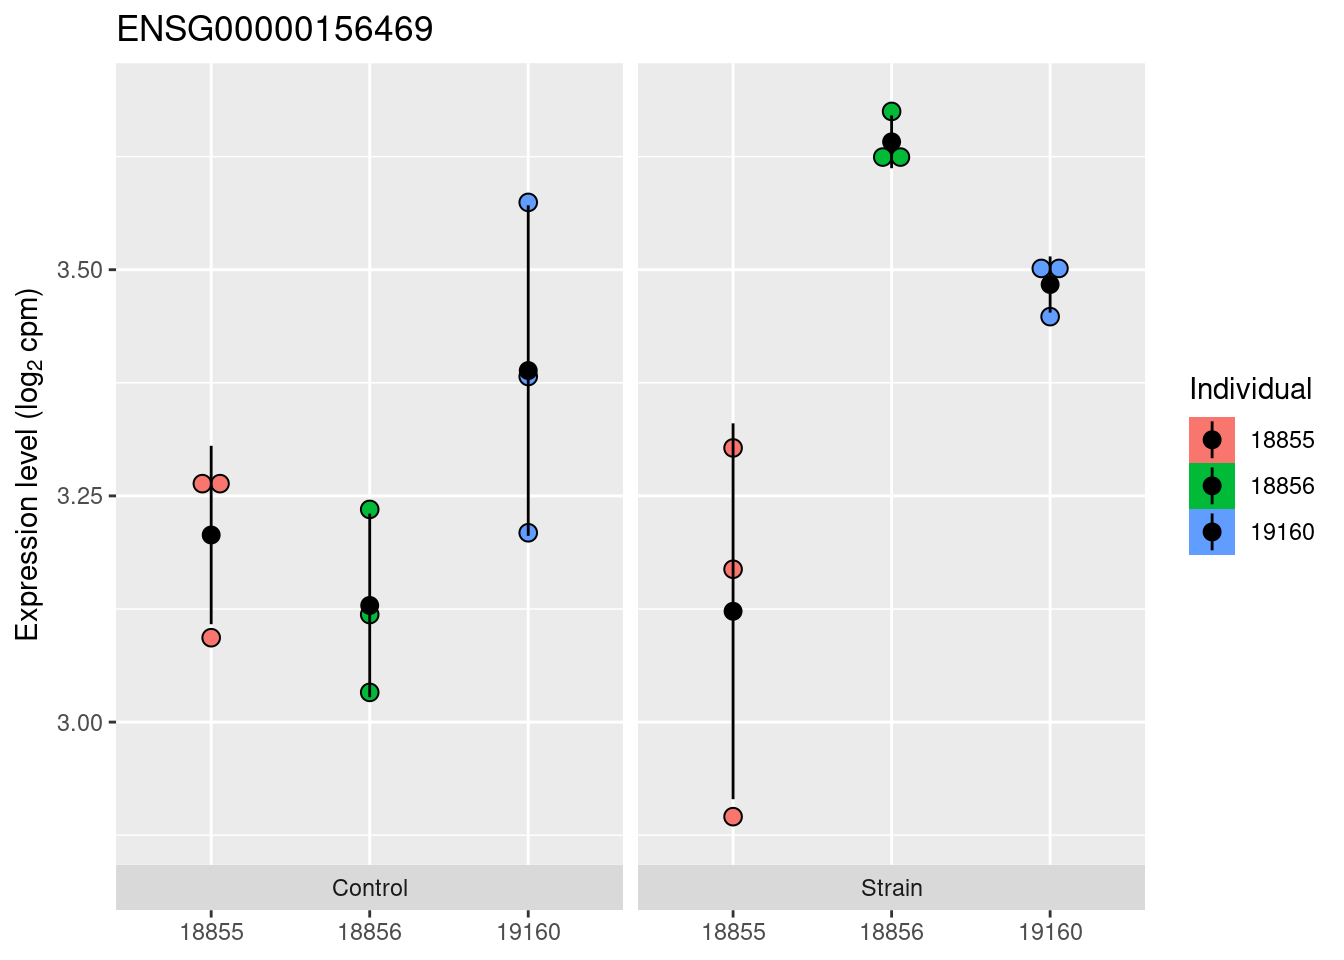 ENSG00000156469
Expression level (log₂ cpm)
3.50
3.25
3.00
Control
Strain
18855
18856
19160
18855
18856
19160
Individual
18855
18856
19160